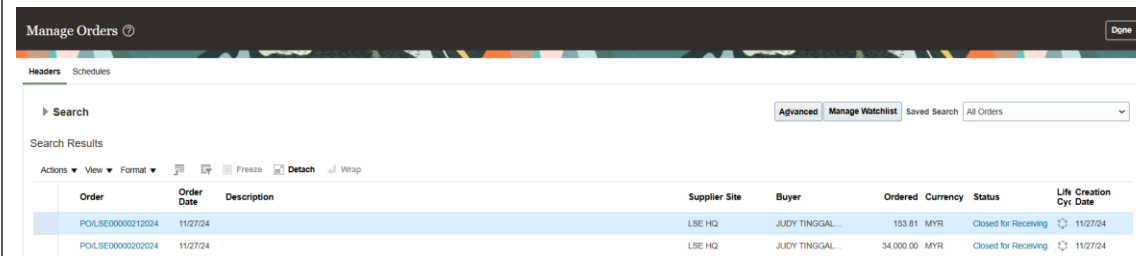 Manage Orders
Done
Headers Schedules
Search
Advanced Manage Watchlist Saved Search All Orders
Search Results
Actions View Format Freeze Detach Wrap
Order Order Date Description Supplier Site Buyer Ordered Currency Status Life Cyc Creation Date
PO/LSE00000212024 11/27/24 LSE HQ JUDY TINGGAL... 153.81 MYR Closed for Receiving 11/27/24
PO/LSE00000202024 11/27/24 LSE HQ JUDY TINGGAL... 34,000.00 MYR Closed for Receiving 11/27/24